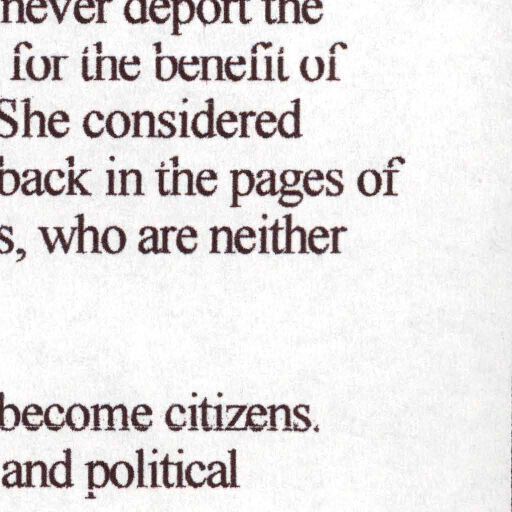 never deport the
for the benefit of
She considered
back in the pages of
s, who are neither
become citizens.
and political